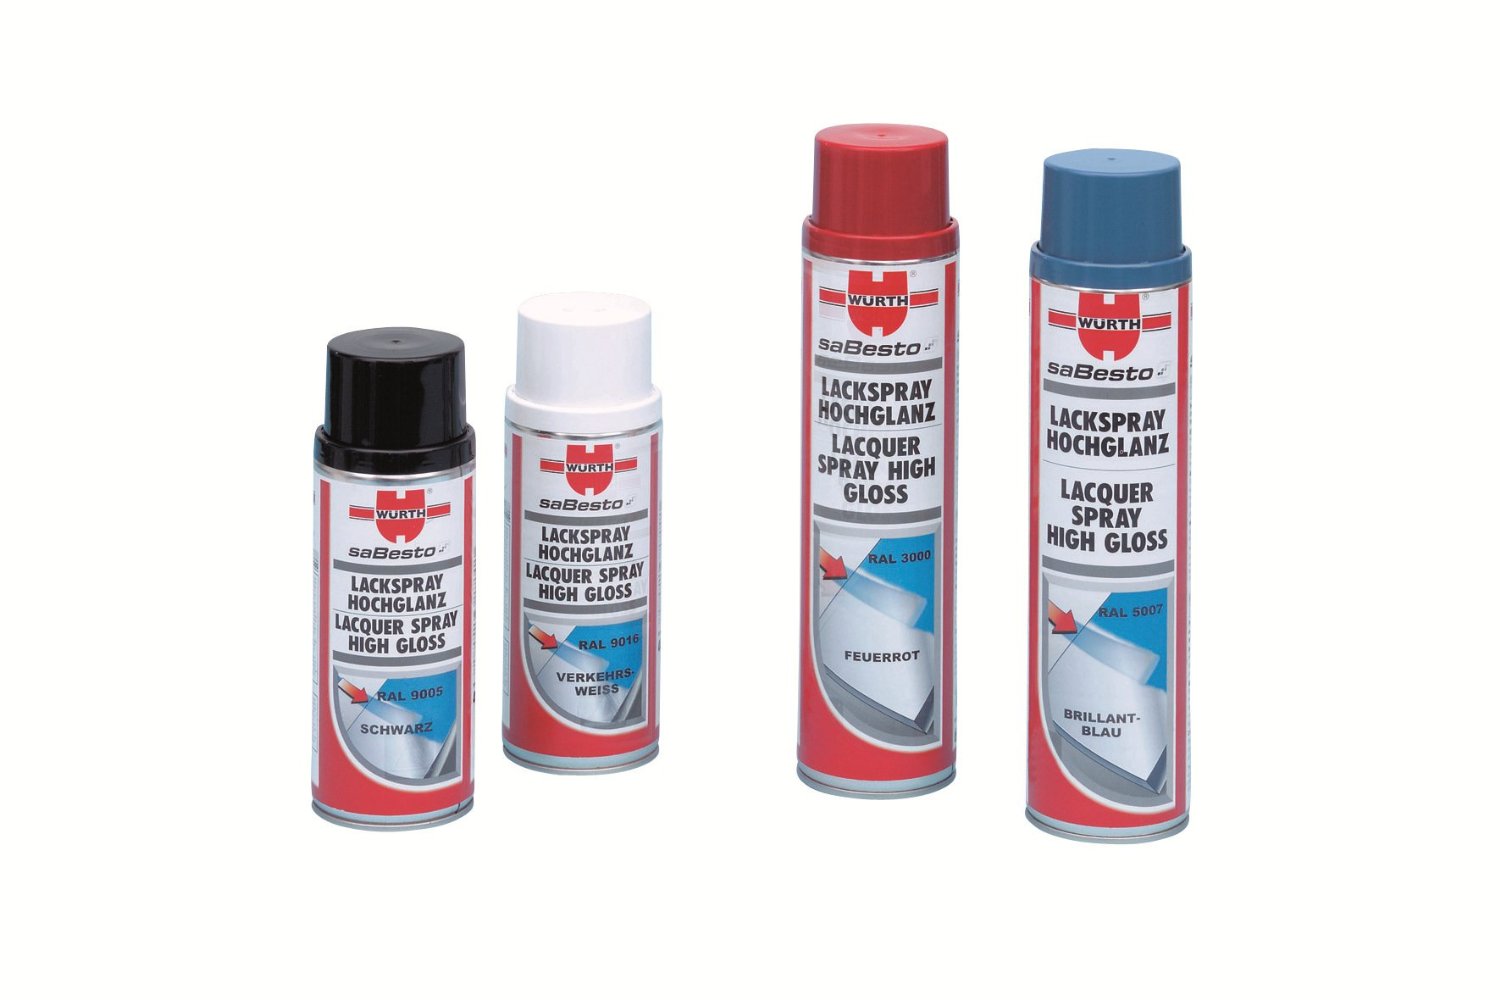 WÜRTH
®
saBesto
LACKSPRAY
HOCHGLANZ
LACQUER SPRAY
HIGH GLOSS
RAL 9005
SCHWARZ
WÜRTH
®
saBesto
LACKSPRAY
HOCHGLANZ
LACQUER SPRAY
HIGH GLOSS
RAL 9016
VERKEHRS-
WEISS
WÜRTH
®
saBesto
LACKSPRAY
HOCHGLANZ
LACQUER
SPRAY HIGH
GLOSS
RAL 3000
FEUERROT
WÜRTH
®
saBesto
LACKSPRAY
HOCHGLANZ
LACQUER
SPRAY
HIGH GLOSS
RAL 5007
BRILLANT-
BLAU